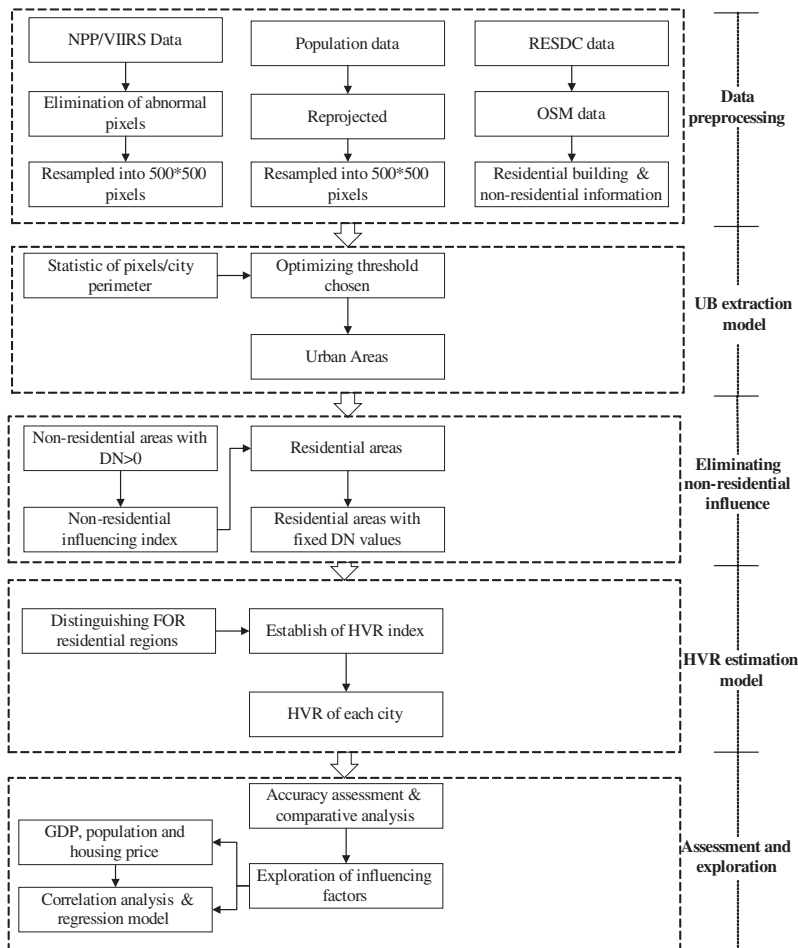 NPP/VIIRS Data
Population data
RESDC data
Elimination of abnormal
pixels
Reprojected
OSM data
Resampled into 500*500
pixels
Resampled into 500*500
pixels
Residential building &
non-residential information
Data
preprocessing
Statistic of pixels/city
perimeter
Optimizing threshold
chosen
Urban Areas
UB extraction
model
Non-residential areas with
DN>0
Residential areas
Non-residential
influencing index
Residential areas with
fixed DN values
Eliminating
non-residential
influence
Distinguishing FOR
residential regions
Establish of HVR index
HVR of each city
HVR estimation
model
Accuracy assessment &
comparative analysis
GDP, population and
housing price
Exploration of influencing
factors
Correlation analysis &
regression model
Assessment and
exploration